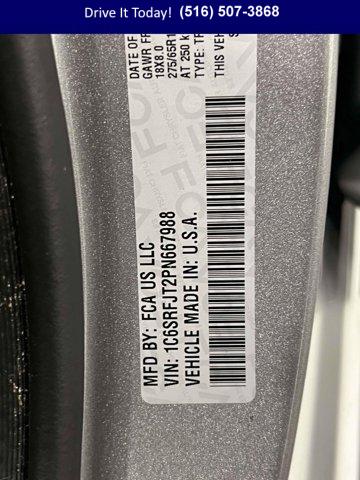 Drive It Today! (516) 507-3868
DATE OF
GAWR FR
18X8.0
275/65R1
AT 250 k
TYPE: TR
THIS VEH
MFD BY: FCA US LLC
VIN: 1C6SRFJT2PN667988
VEHICLE MADE IN: U.S.A.